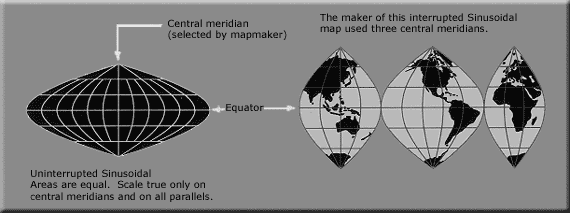 Central meridian
(selected by mapmaker)
The maker of this interrupted Sinusoidal
map used three central meridians.
Equator
Uninterrupted Sinusoidal
Areas are equal.  Scale true only on
central meridians and on all parallels.